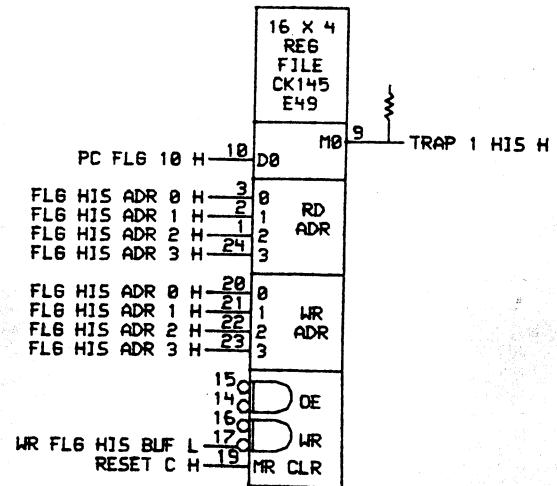 16 X 4
REG
FILE
CK145
E49
PC FLG 10 H 10 D0 M0 9 TRAP 1 HIS H
FLG HIS ADR 0 H 3 0
FLG HIS ADR 1 H 2 1 RD
FLG HIS ADR 2 H 1 2 ADR
FLG HIS ADR 3 H 24 3
FLG HIS ADR 0 H 20 0
FLG HIS ADR 1 H 21 1 WR
FLG HIS ADR 2 H 22 2 ADR
FLG HIS ADR 3 H 23 3
15
14 OE
16
WR FLG HIS BUF L 17 WR
RESET C H 19 MR CLR